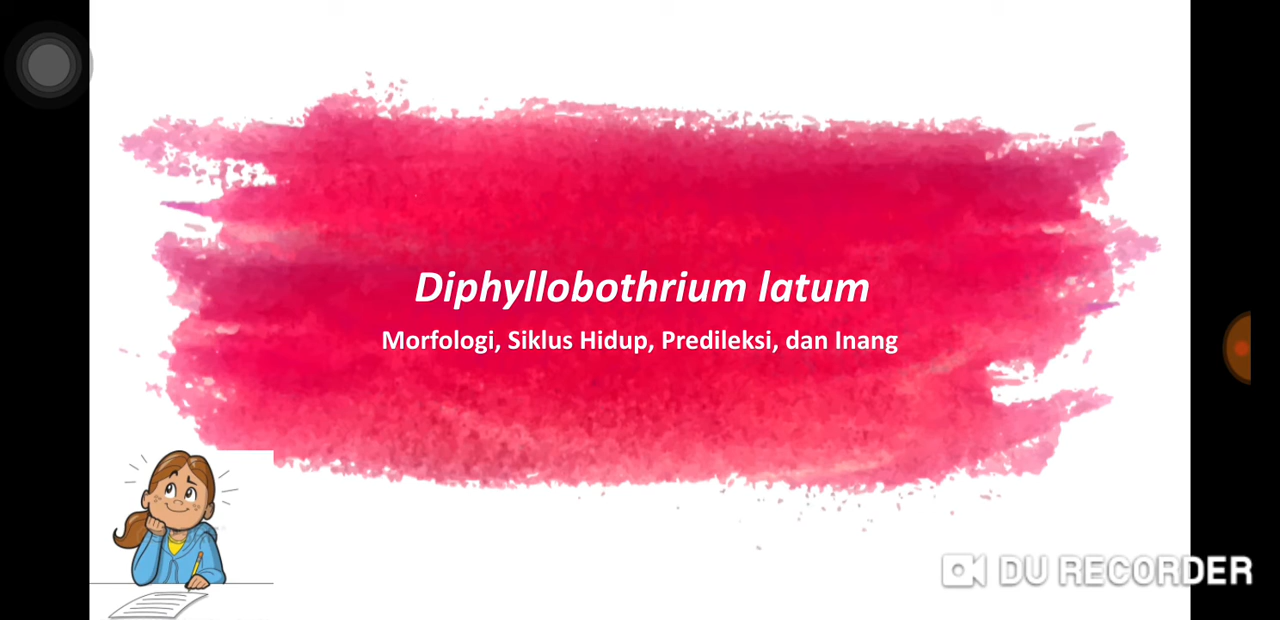 Diphyllobothrium latum
Morfologi, Siklus Hidup, Predileksi, dan Inang
DU RECORDER